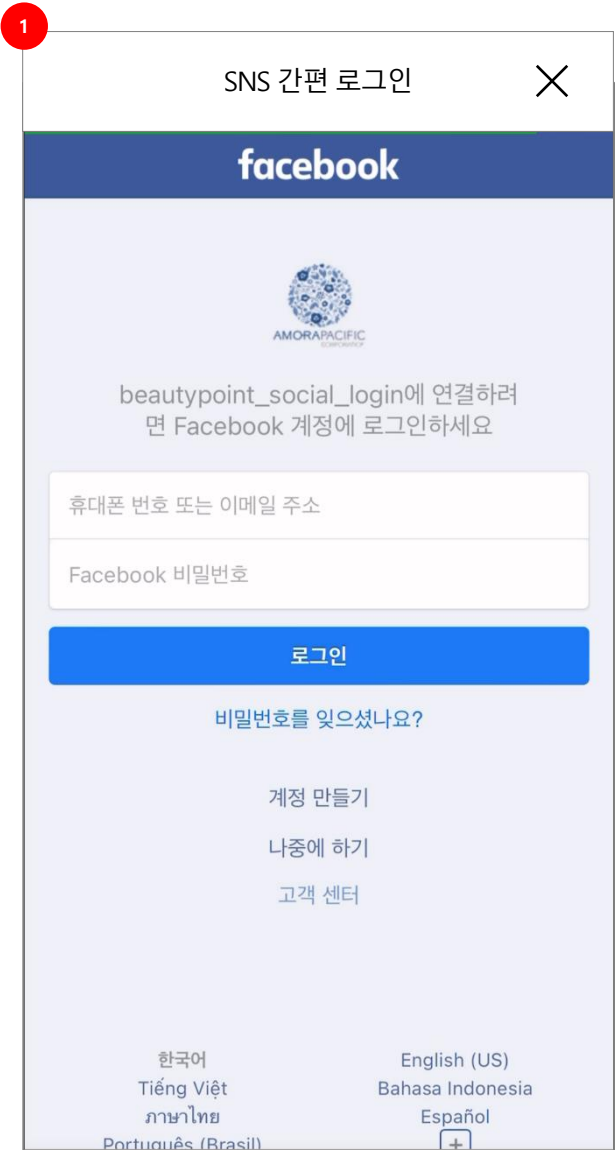 1
SNS 간편 로그인
facebook
AMORAPACIFIC
CORPORATION
beautypoint_social_login에 연결하려
면 Facebook 계정에 로그인하세요
휴대폰 번호 또는 이메일 주소
Facebook 비밀번호
로그인
비밀번호를 잊으셨나요?
계정 만들기
나중에 하기
고객 센터
한국어 English (US)
Tiếng Việt Bahasa Indonesia
ภาษาไทย Español
Português (Brasil) +